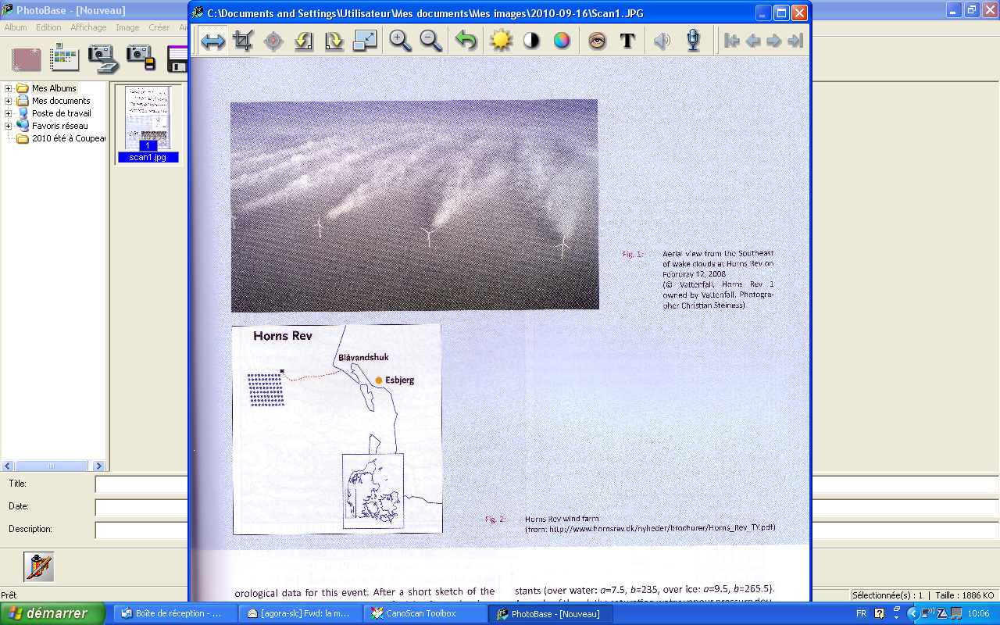 PhotoBase - [Nouveau]
Album Edition Affichage Image Créer
C:\Documents and Settings\Utilisateur\Mes documents\Mes images\2010-09-16\Scan1.JPG
T
Mes Albums
Mes documents
Poste de travail
Favoris réseau
2010 été à Coupeau
1
scan1.jpg
Fig. 1:
Aerial view from the Southeast
of wake clouds at Horns Rev on
Februray 12, 2008
(© Vattenfall, Horns Rev 1
owned by Vattenfall. Photogra-
pher Christian Steiness)
Horns Rev
Blåvandshuk
Esbjerg
Fig. 2:
Horns Rev wind farm
(from: http://www.hornsrev.dk/nyheder/brochurer/Horns_Rev_TY.pdf)
orological data for this event. After a short sketch of the
stants (over water: a=7.5, b=235, over ice: a=9.5, b=265.5).
Title:
Date:
Description:
Prêt
Sélectionnée(s) : 1 | Taille : 1886 KO
démarrer
Boîte de réception - ...
[agora-slc] Fwd: la m...
CanoScan Toolbox
PhotoBase - [Nouveau]
FR
10:06